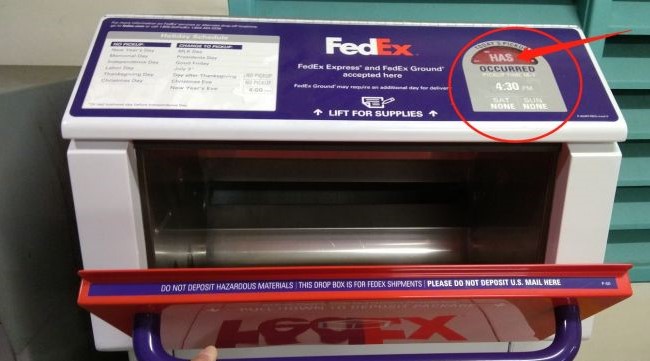 Holiday Schedule
NO PICKUP
New Year's Day
Memorial Day
Independence Day
Labor Day
Thanksgiving Day
Christmas Day
CHANGE TO PICKUP
MLK Day
Presidents Day
Good Friday
July 3
Day after Thanksgiving NO PICKUP
Christmas Eve NO PICKUP
New Year's Eve
FedEx
FedEx Express® and FedEx Ground®
accepted here
FedEx Ground® may require an additional day for deliver
LIFT FOR SUPPLIES
TODAY'S PICKUP
HAS
OCCURRED
4:30 PM
SAT SUN
NONE NONE
DO NOT DEPOSIT HAZARDOUS MATERIALS | THIS DROP BOX IS FOR FEDEX SHIPMENTS | PLEASE DO NOT DEPOSIT U.S. MAIL HERE
FedEx